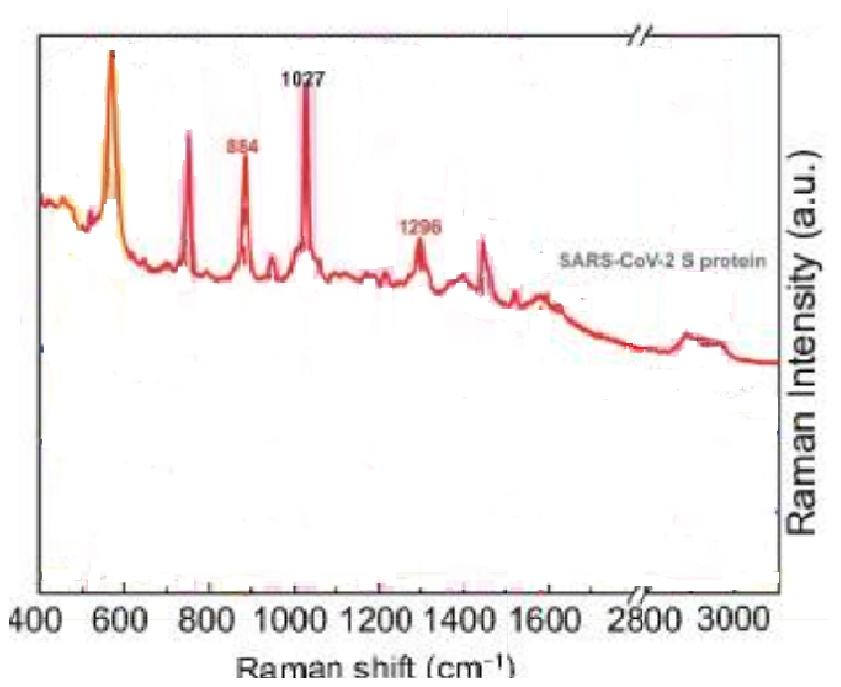 1027
884
1296
SARS-CoV-2 S protein
Raman Intensity (a.u.)
400 600 800 1000 1200 1400 1600 2800 3000
Raman shift (cm⁻¹)